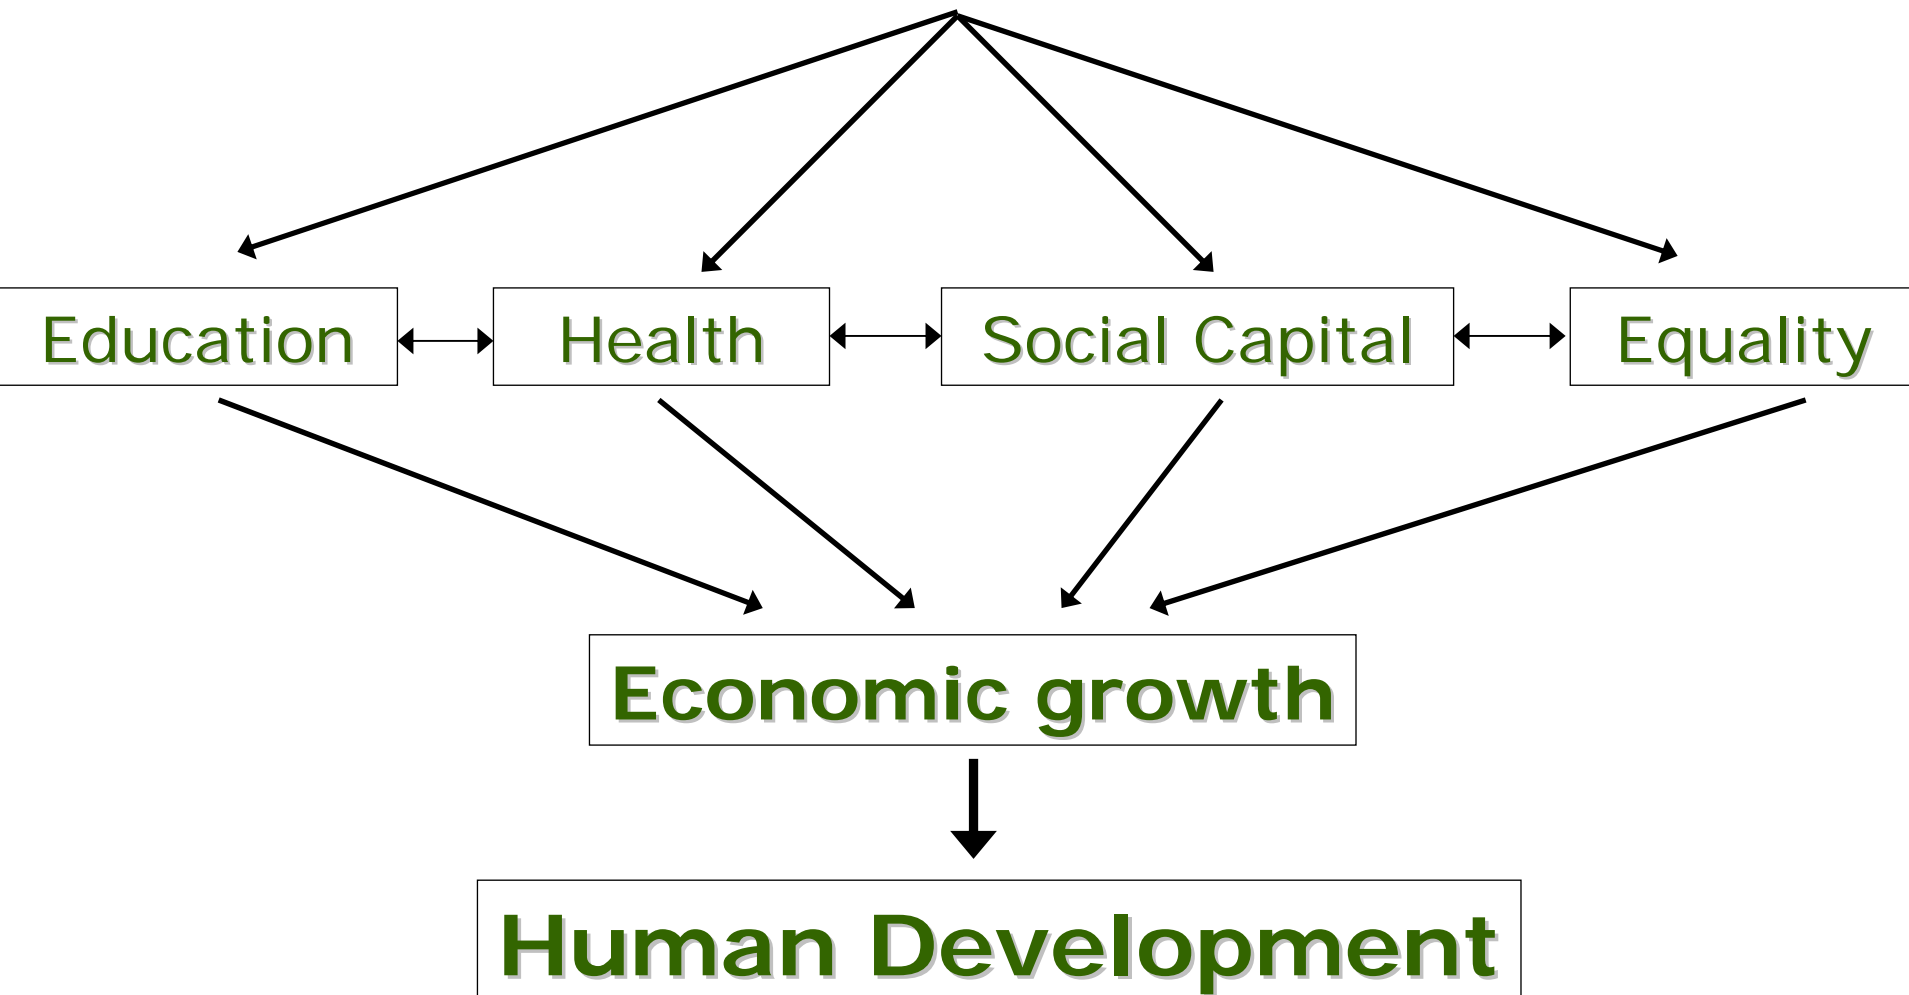 Education
Health
Social Capital
Equality
Economic growth
Human Development